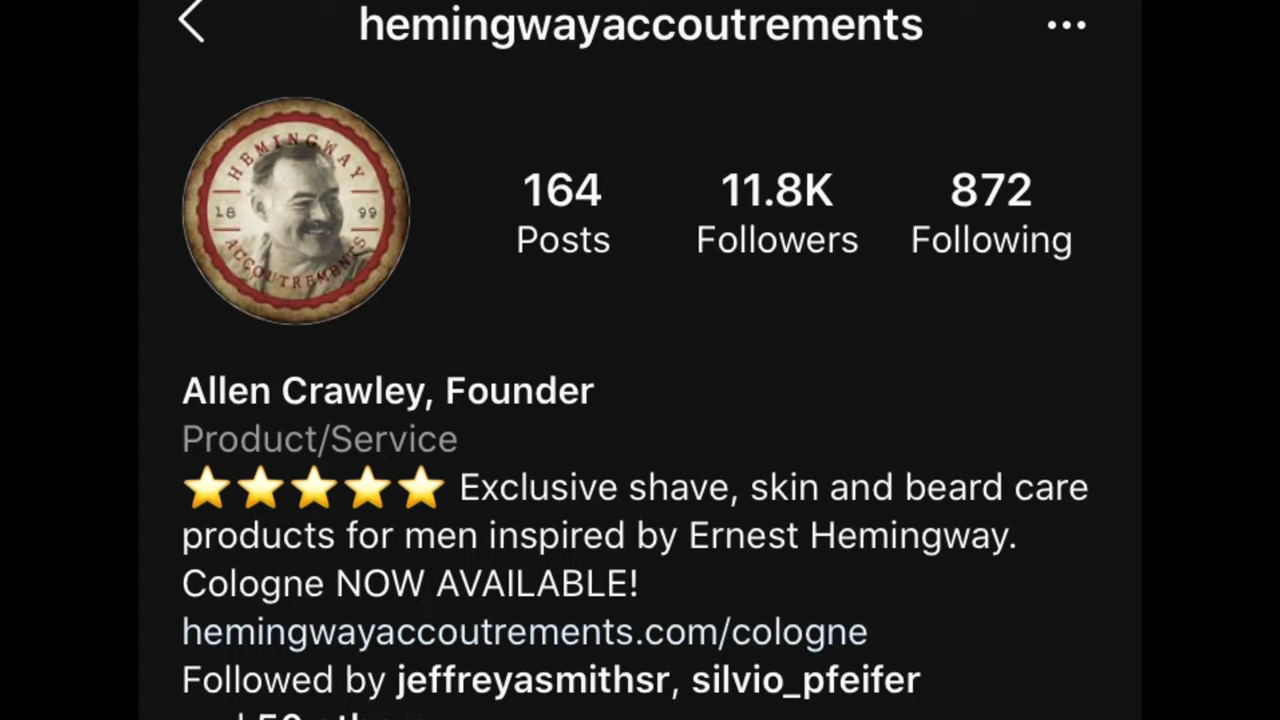 hemingwayaccoutrements
HEMINGWAY
18 99
ACCOUTREMENTS
164 11.8K 872
Posts Followers Following
Allen Crawley, Founder
Product/Service
⭐⭐⭐⭐⭐ Exclusive shave, skin and beard care
products for men inspired by Ernest Hemingway.
Cologne NOW AVAILABLE!
hemingwayaccoutrements.com/cologne
Followed by jeffreyasmithsr, silvio_pfeifer